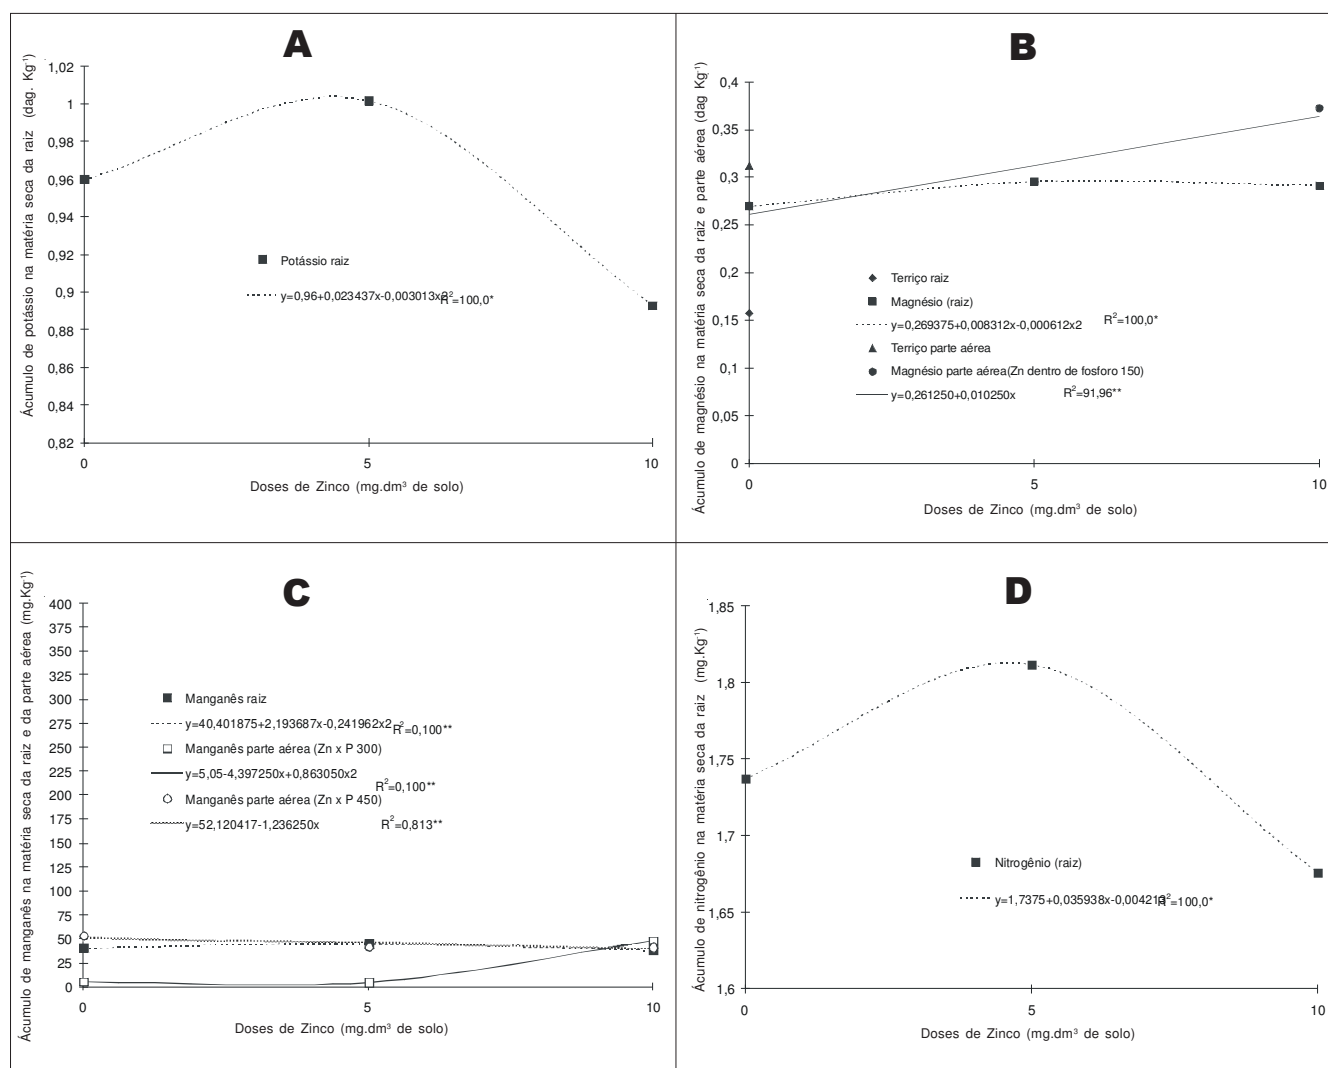 A
Ácumulo de potássio na matéria seca da raiz (dag. Kg⁻¹)
1,02
1
0,98
0,96
0,94
0,92
0,9
0,88
0,86
0,84
0,82
Potássio raiz
y=0,96+0,023437x-0,003013x2 R²=100,0*
0 5 10
Doses de Zinco (mg.dm³ de solo)
B
Ácumulo de magnésio na matéria seca da raiz e parte aérea (dag Kg⁻¹)
0,4
0,35
0,3
0,25
0,2
0,15
0,1
0,05
0
Terriço raiz
Magnésio (raiz)
y=0,269375+0,008312x-0,000612x2 R²=100,0*
Terriço parte aérea
Magnésio parte aérea(Zn dentro de fosforo 150)
y=0,261250+0,010250x R²=91,96**
0 5 10
Doses de Zinco (mg.dm³ de solo)
C
Ácumulo de manganês na matéria seca da raiz e da parte aérea (mg.Kg⁻¹)
400
375
350
325
300
275
250
225
200
175
150
125
100
75
50
25
0
Manganês raiz
y=40,401875+2,193687x-0,241962x2 R²=0,100**
Manganês parte aérea (Zn x P 300)
y=5,05-4,397250x+0,863050x2
R²=0,100**
Manganês parte aérea (Zn x P 450)
y=52,120417-1,236250x R²=0,813**
0 5 10
Doses de Zinco (mg.dm³ de solo)
D
Ácumulo de nitrogênio na matéria seca da raiz (mg.Kg⁻¹)
1,85
1,8
1,75
1,7
1,65
1,6
Nitrogênio (raiz)
y=1,7375+0,035938x-0,004213 R²=100,0*
0 5 10
Doses de Zinco (mg.dm³ de solo)